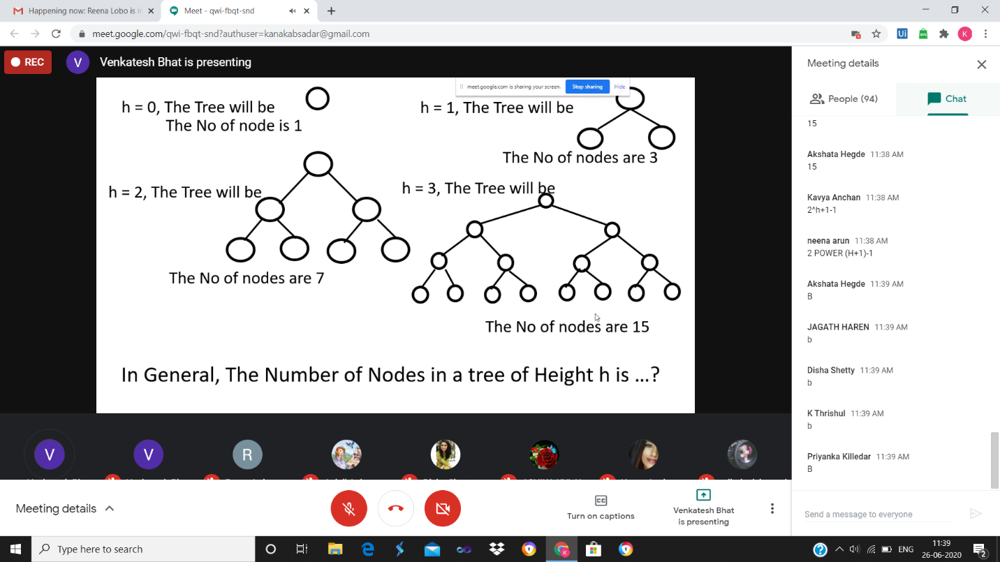 Happening now: Reena Lobo is in
Meet - qwi-fbqt-snd
meet.google.com/qwi-fbqt-snd?authuser=kanakabsadar@gmail.com
Ui
AVG
K
REC
V
Venkatesh Bhat is presenting
meet.google.com is sharing your screen.
Stop sharing
Hide
h = 0, The Tree will be
The No of node is 1
h = 1, The Tree will be
The No of nodes are 3
h = 2, The Tree will be
The No of nodes are 7
h = 3, The Tree will be
The No of nodes are 15
In General, The Number of Nodes in a tree of Height h is ...?
V
V
R
Meeting details
People (94)
Chat
15
Akshata Hegde 11:38 AM
15
Kavya Anchan 11:38 AM
2^h+1-1
neena arun 11:38 AM
2 POWER (H+1)-1
Akshata Hegde 11:39 AM
B
JAGATH HAREN 11:39 AM
b
Disha Shetty 11:39 AM
b
K Thrishul 11:39 AM
b
Priyanka Killedar 11:39 AM
B
Send a message to everyone
Meeting details
CC
Turn on captions
Venkatesh Bhat
is presenting
Type here to search
K
ENG
11:39
26-06-2020
2